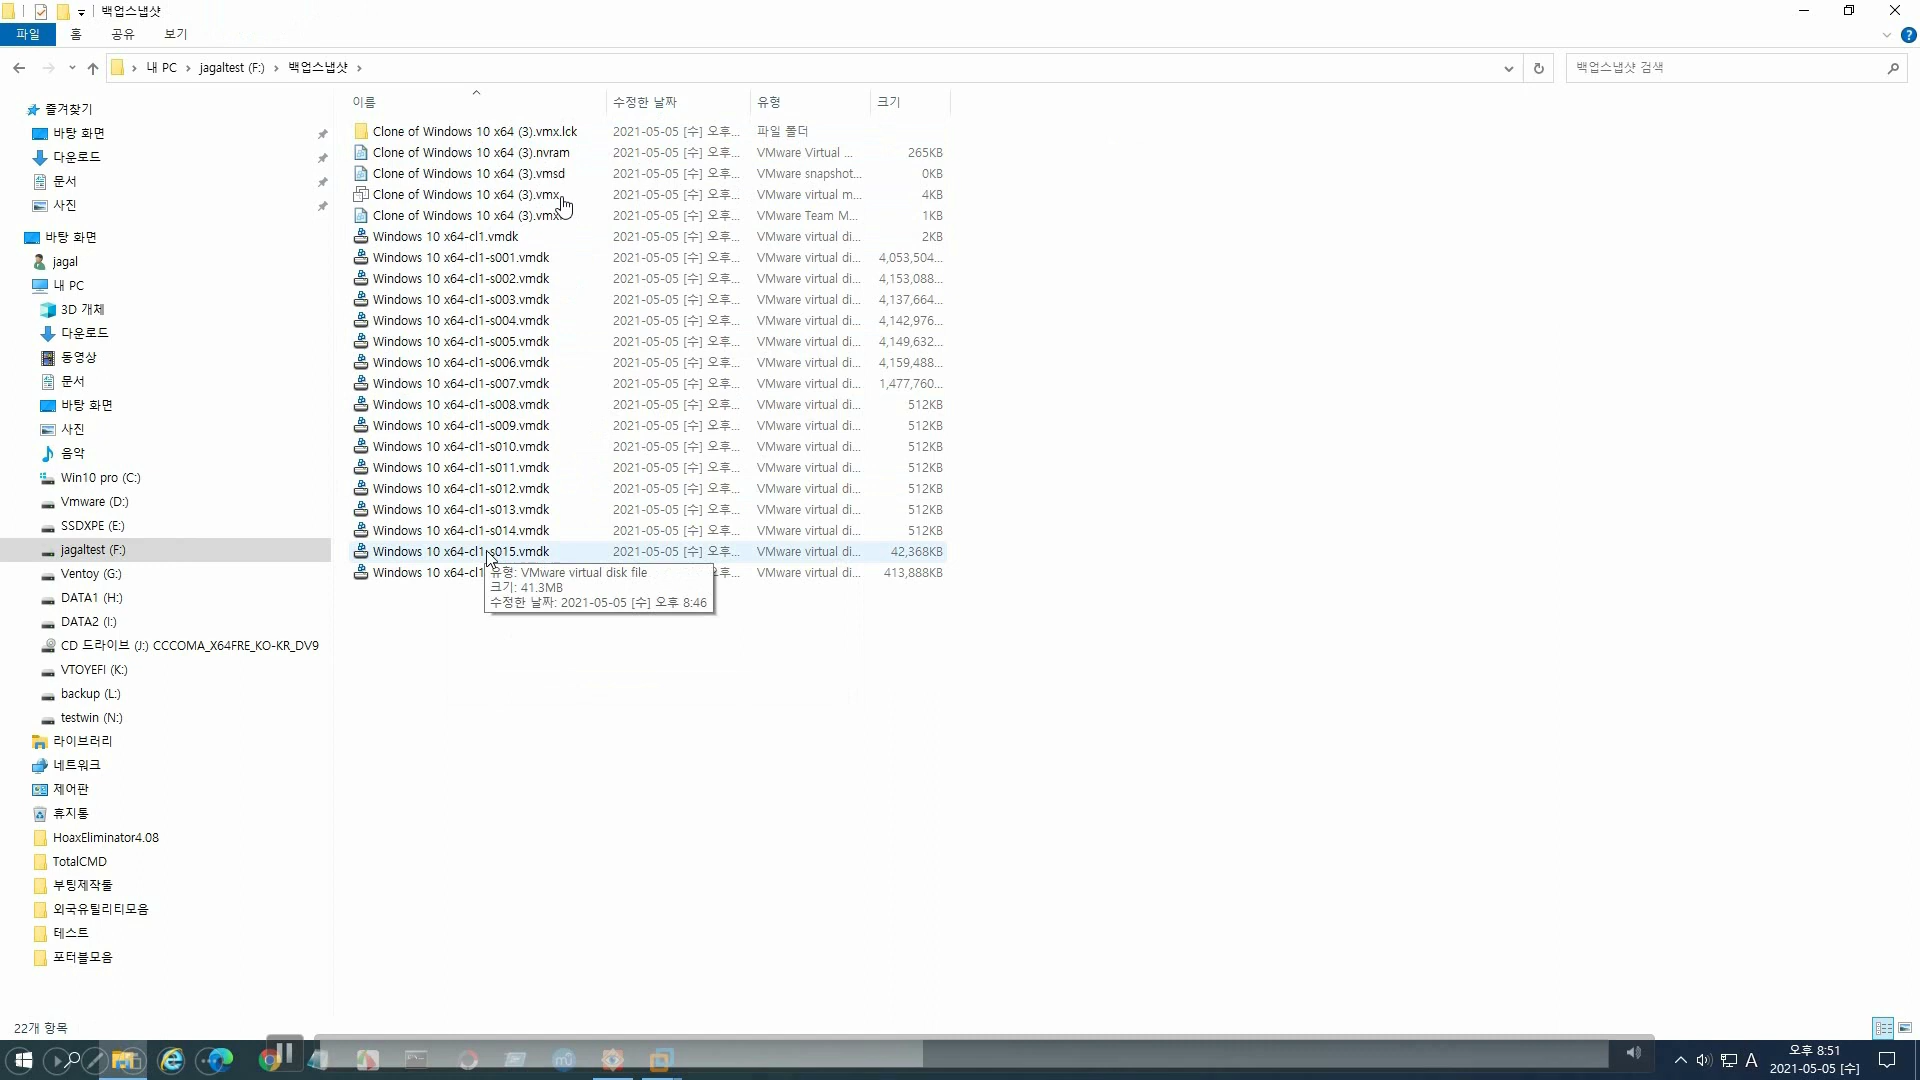 백업스냅샷
파일 홈 공유 보기
내 PC jagaltest (F:) 백업스냅샷
백업스냅샷 검색
즐겨찾기
바탕 화면
다운로드
문서
사진
바탕 화면
jagal
내 PC
3D 개체
다운로드
동영상
문서
바탕 화면
사진
음악
Win10 pro (C:)
Vmware (D:)
SSDXPE (E:)
jagaltest (F:)
Ventoy (G:)
DATA1 (H:)
DATA2 (I:)
CD 드라이브 (J:) CCCOMA_X64FRE_KO-KR_DV9
VTOYEFI (K:)
backup (L:)
testwin (N:)
라이브러리
네트워크
제어판
휴지통
HoaxEliminator4.08
TotalCMD
부팅제작툴
외국유틸리티모음
테스트
포터블모음
이름 수정한 날짜 유형 크기
Clone of Windows 10 x64 (3).vmx.lck 2021-05-05 [수] 오후... 파일 폴더
Clone of Windows 10 x64 (3).nvram 2021-05-05 [수] 오후... VMware Virtual ... 265KB
Clone of Windows 10 x64 (3).vmsd 2021-05-05 [수] 오후... VMware snapshot... 0KB
Clone of Windows 10 x64 (3).vmx 2021-05-05 [수] 오후... VMware virtual m... 4KB
Clone of Windows 10 x64 (3).vmx 2021-05-05 [수] 오후... VMware Team M... 1KB
Windows 10 x64-cl1.vmdk 2021-05-05 [수] 오후... VMware virtual di... 2KB
Windows 10 x64-cl1-s001.vmdk 2021-05-05 [수] 오후... VMware virtual di... 4,053,504...
Windows 10 x64-cl1-s002.vmdk 2021-05-05 [수] 오후... VMware virtual di... 4,153,088...
Windows 10 x64-cl1-s003.vmdk 2021-05-05 [수] 오후... VMware virtual di... 4,137,664...
Windows 10 x64-cl1-s004.vmdk 2021-05-05 [수] 오후... VMware virtual di... 4,142,976...
Windows 10 x64-cl1-s005.vmdk 2021-05-05 [수] 오후... VMware virtual di... 4,149,632...
Windows 10 x64-cl1-s006.vmdk 2021-05-05 [수] 오후... VMware virtual di... 4,159,488...
Windows 10 x64-cl1-s007.vmdk 2021-05-05 [수] 오후... VMware virtual di... 1,477,760...
Windows 10 x64-cl1-s008.vmdk 2021-05-05 [수] 오후... VMware virtual di... 512KB
Windows 10 x64-cl1-s009.vmdk 2021-05-05 [수] 오후... VMware virtual di... 512KB
Windows 10 x64-cl1-s010.vmdk 2021-05-05 [수] 오후... VMware virtual di... 512KB
Windows 10 x64-cl1-s011.vmdk 2021-05-05 [수] 오후... VMware virtual di... 512KB
Windows 10 x64-cl1-s012.vmdk 2021-05-05 [수] 오후... VMware virtual di... 512KB
Windows 10 x64-cl1-s013.vmdk 2021-05-05 [수] 오후... VMware virtual di... 512KB
Windows 10 x64-cl1-s014.vmdk 2021-05-05 [수] 오후... VMware virtual di... 512KB
Windows 10 x64-cl1-s015.vmdk 2021-05-05 [수] 오후... VMware virtual di... 42,368KB
Windows 10 x64-cl1 오후... VMware virtual di... 413,888KB
유형: VMware virtual disk file
크기: 41.3MB
수정한 날짜: 2021-05-05 [수] 오후 8:46
22개 항목
A
오후 8:51
2021-05-05 [수]